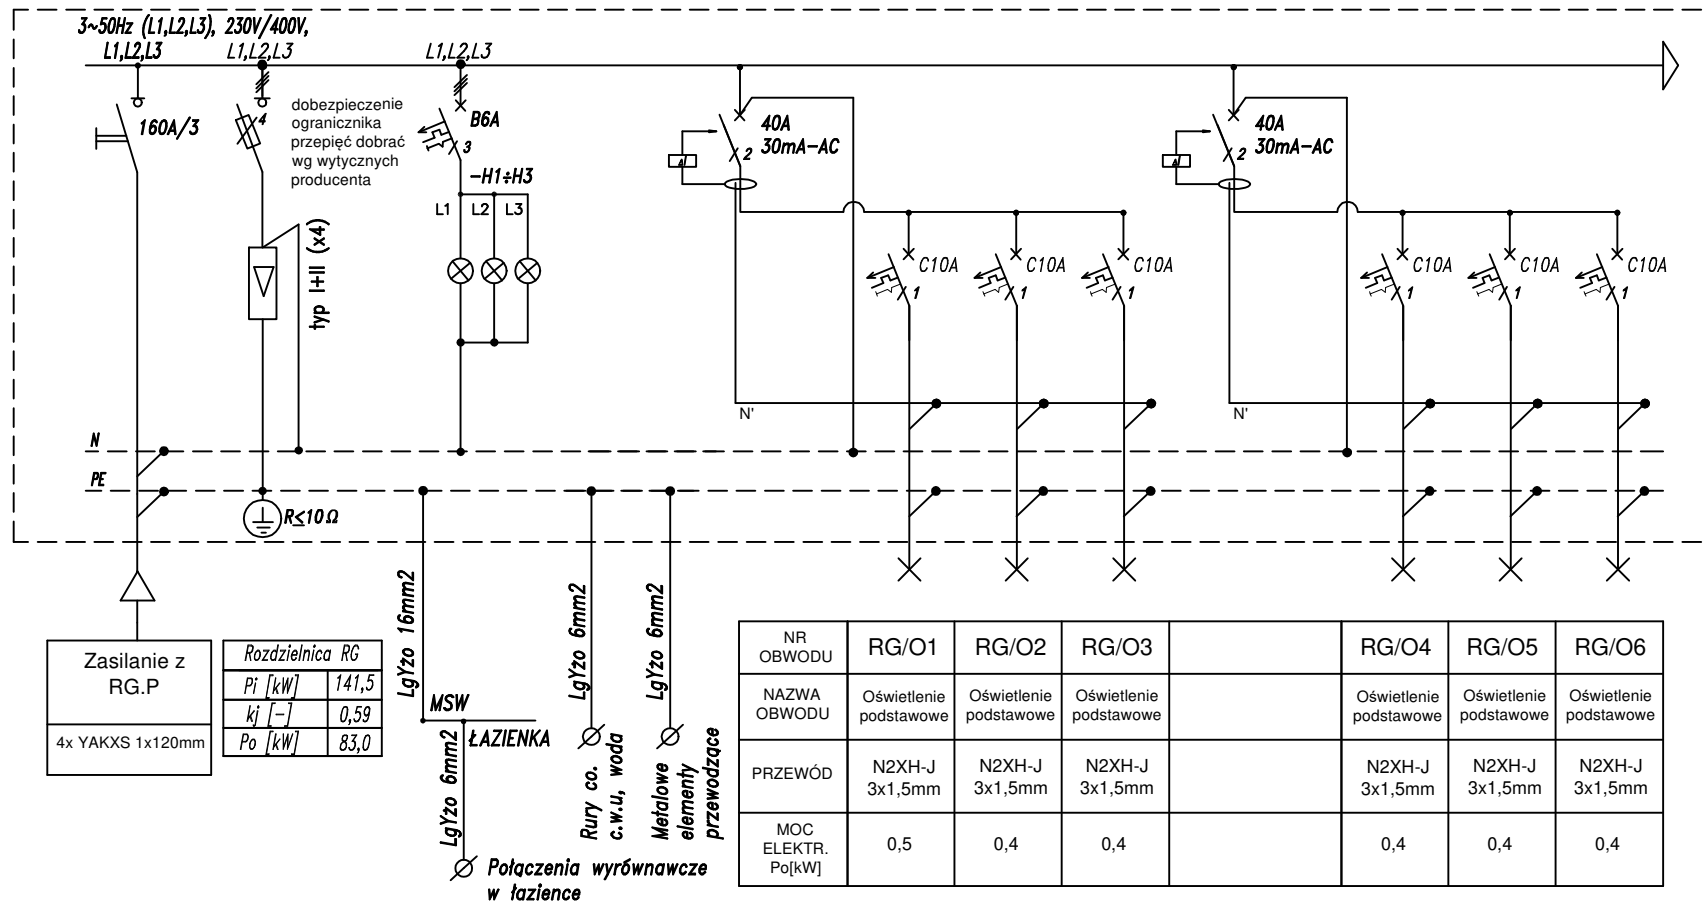 3~50Hz (L1,L2,L3), 230V/400V,
L1,L2,L3
L1,L2,L3
L1,L2,L3
160A/3
4
dobezpieczenie
ogranicznika
przepięć dobrać
wg wytycznych
producenta
typ I+II (x4)
B6A
3
-H1÷H3
L1
L2
L3
40A
30mA-AC
2
C10A
1
C10A
1
C10A
1
N'
40A
30mA-AC
2
C10A
1
C10A
1
C10A
1
N'
N
PE
R≤10Ω
Zasilanie z
RG.P
4x YAKXS 1x120mm
Rozdzielnica RG
Pi [kW] 141,5
kj [-] 0,59
Po [kW] 83,0
LgYżo 16mm2
MSW
ŁAZIENKA
LgYżo 6mm2
Połączenia wyrównawcze
w łazience
LgYżo 6mm2
Rury co.
c.w.u, woda
LgYżo 6mm2
Metalowe
elementy
przewodzące
NR
OBWODU
RG/O1
RG/O2
RG/O3
RG/O4
RG/O5
RG/O6
NAZWA
OBWODU
Oświetlenie
podstawowe
Oświetlenie
podstawowe
Oświetlenie
podstawowe
Oświetlenie
podstawowe
Oświetlenie
podstawowe
Oświetlenie
podstawowe
PRZEWÓD
N2XH-J
3x1,5mm
N2XH-J
3x1,5mm
N2XH-J
3x1,5mm
N2XH-J
3x1,5mm
N2XH-J
3x1,5mm
N2XH-J
3x1,5mm
MOC
ELEKTR.
Po[kW]
0,5
0,4
0,4
0,4
0,4
0,4